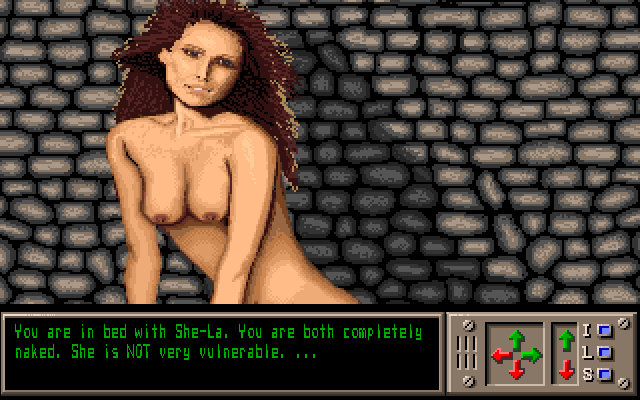 You are in bed with She-La. You are both completely
naked. She is NOT very vulnerable. ...
I
L
S